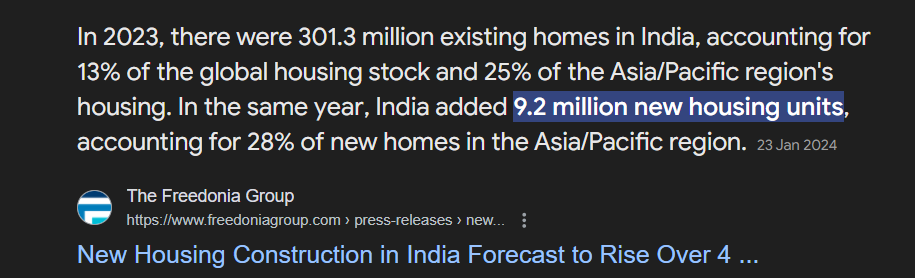 In 2023, there were 301.3 million existing homes in India, accounting for
13% of the global housing stock and 25% of the Asia/Pacific region's
housing. In the same year, India added 9.2 million new housing units,
accounting for 28% of new homes in the Asia/Pacific region. 23 Jan 2024
The Freedonia Group
https://www.freedoniagroup.com › press-releases › new...
New Housing Construction in India Forecast to Rise Over 4 ...